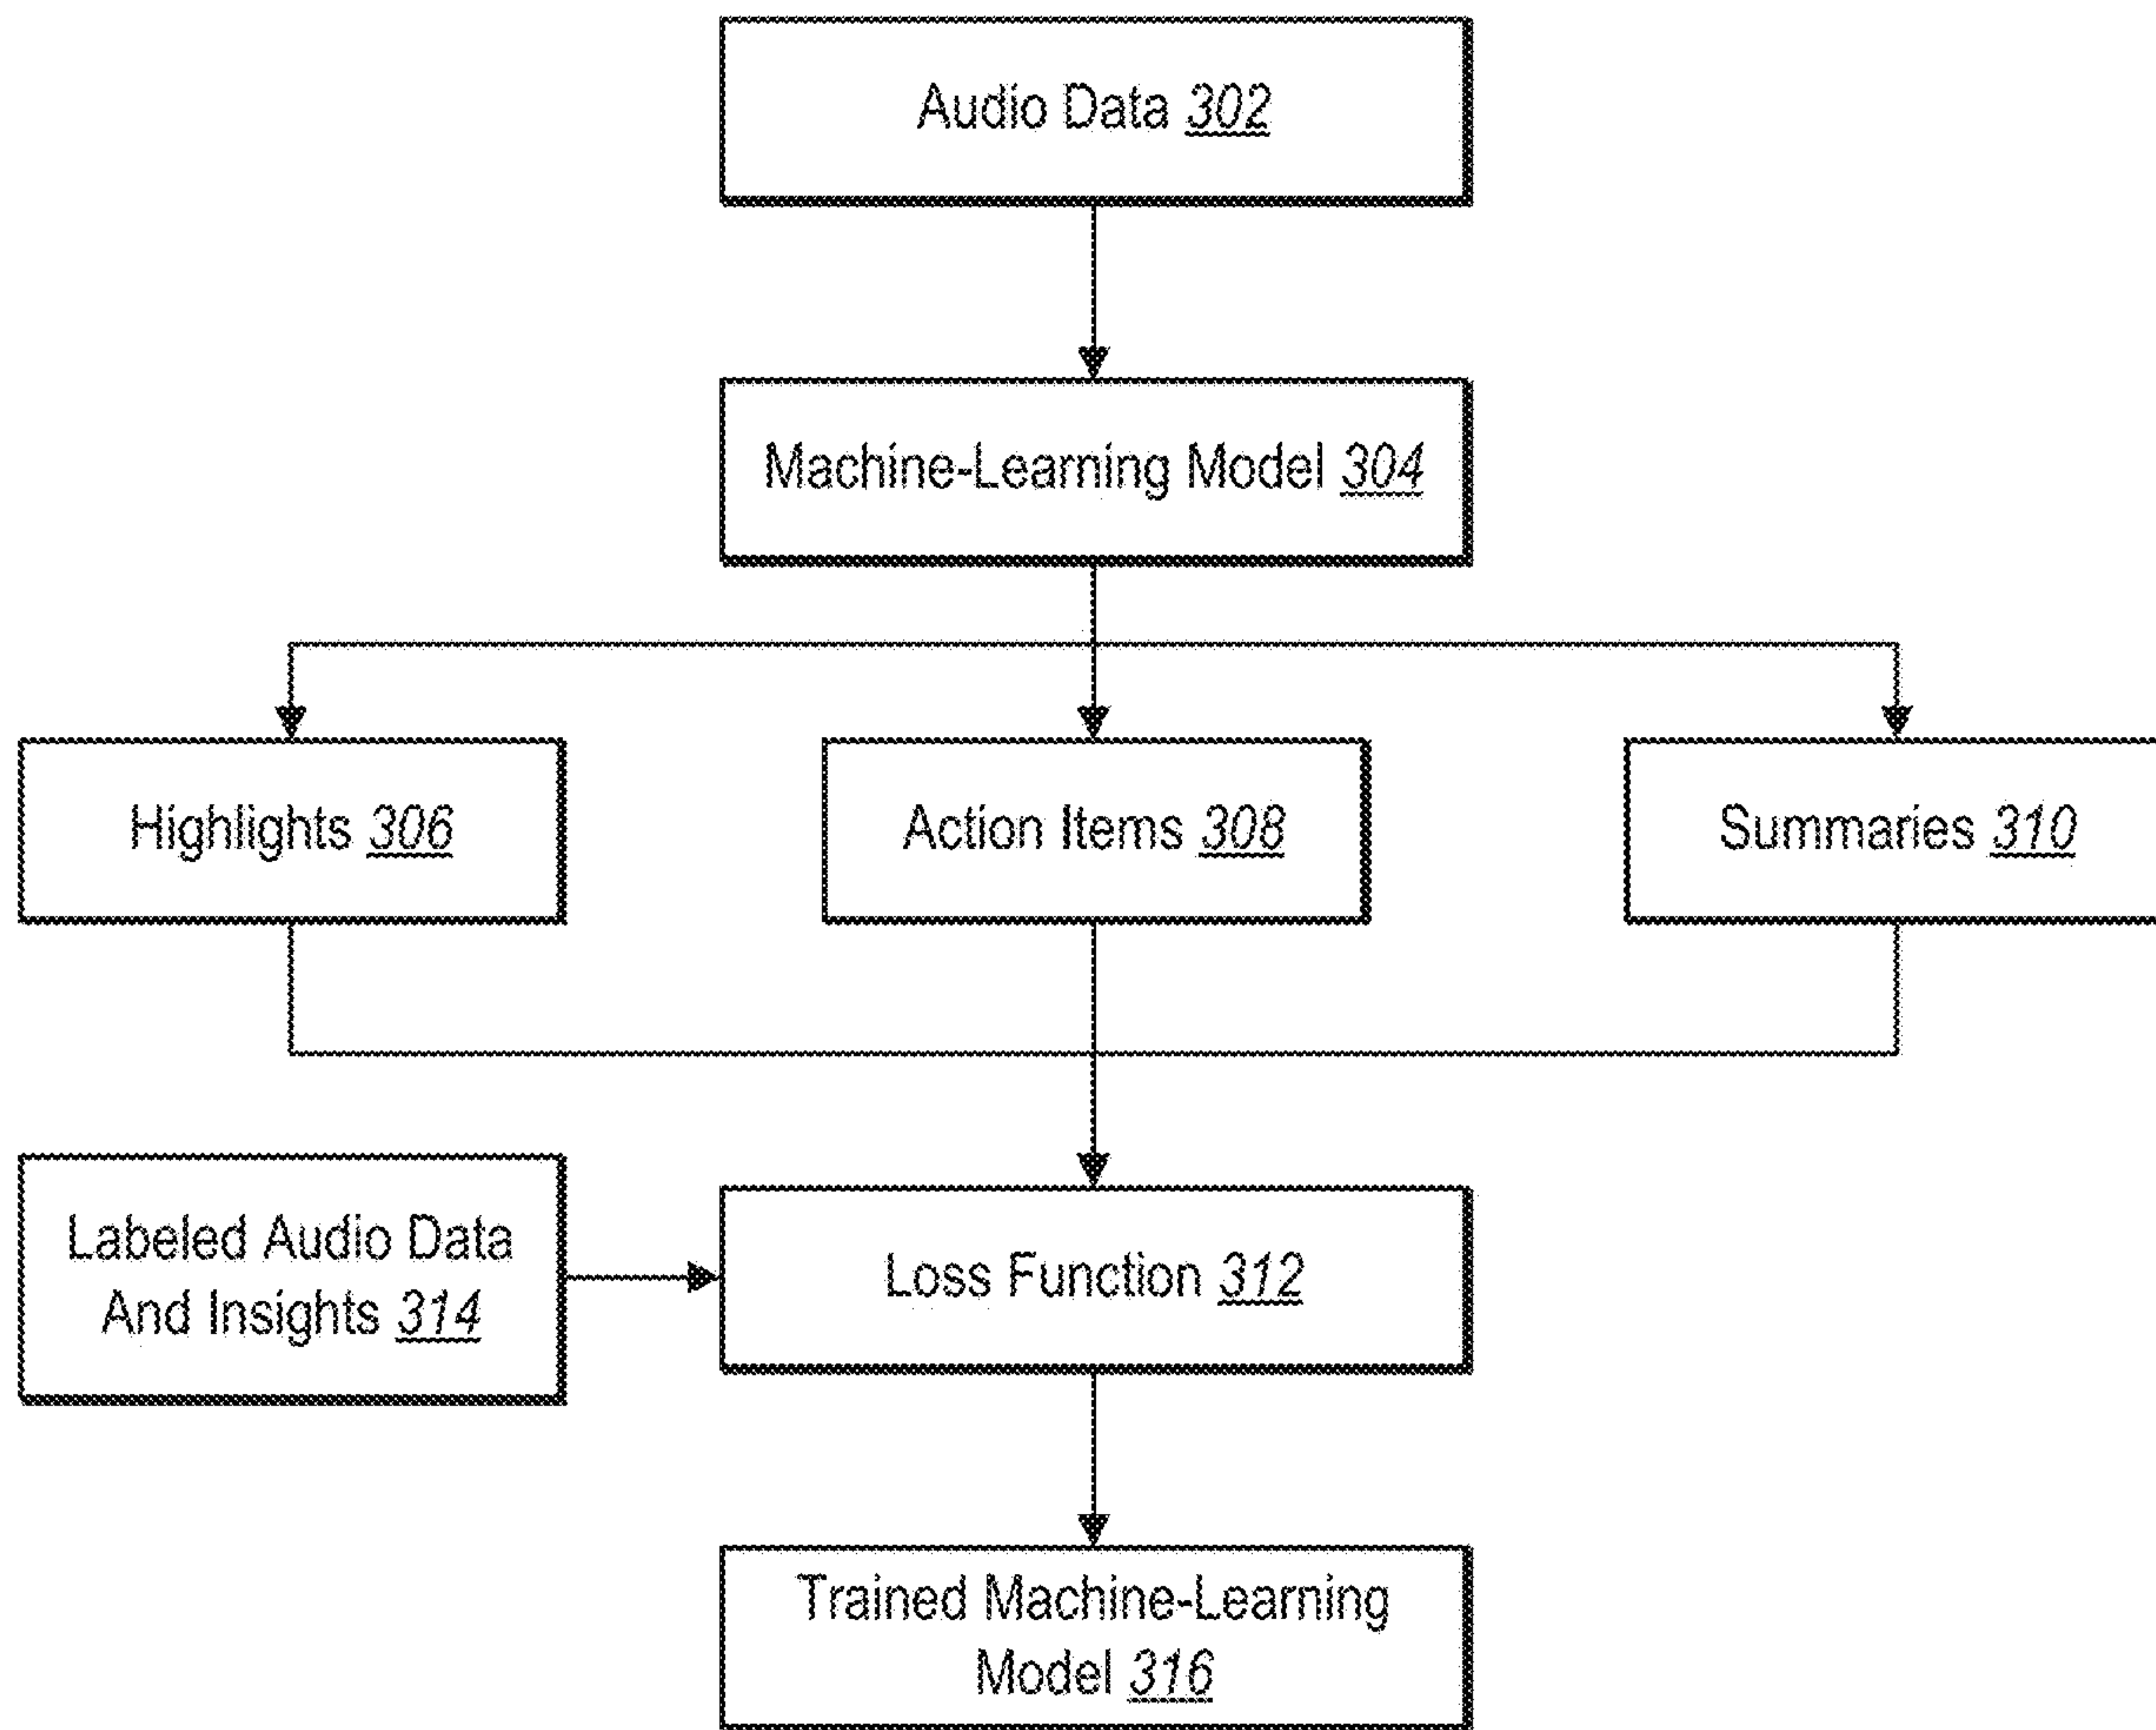 Audio Data 302
Machine-Learning Model 304
Highlights 306
Action Items 308
Summaries 310
Labeled Audio Data
And Insights 314
Loss Function 312
Trained Machine-Learning
Model 316